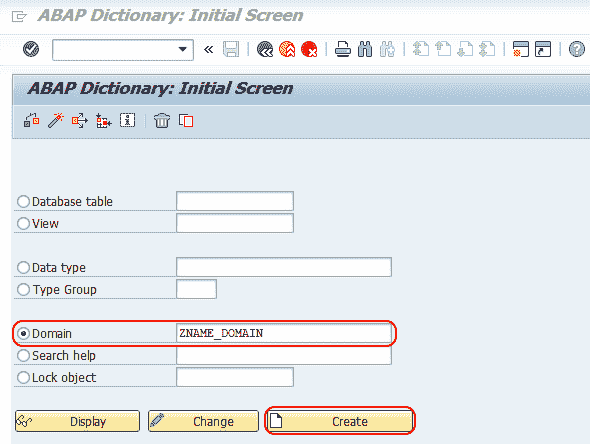 ABAP Dictionary: Initial Screen
ABAP Dictionary: Initial Screen
Database table
View
Data type
Type Group
Domain ZNAME_DOMAIN
Search help
Lock object
Display Change Create